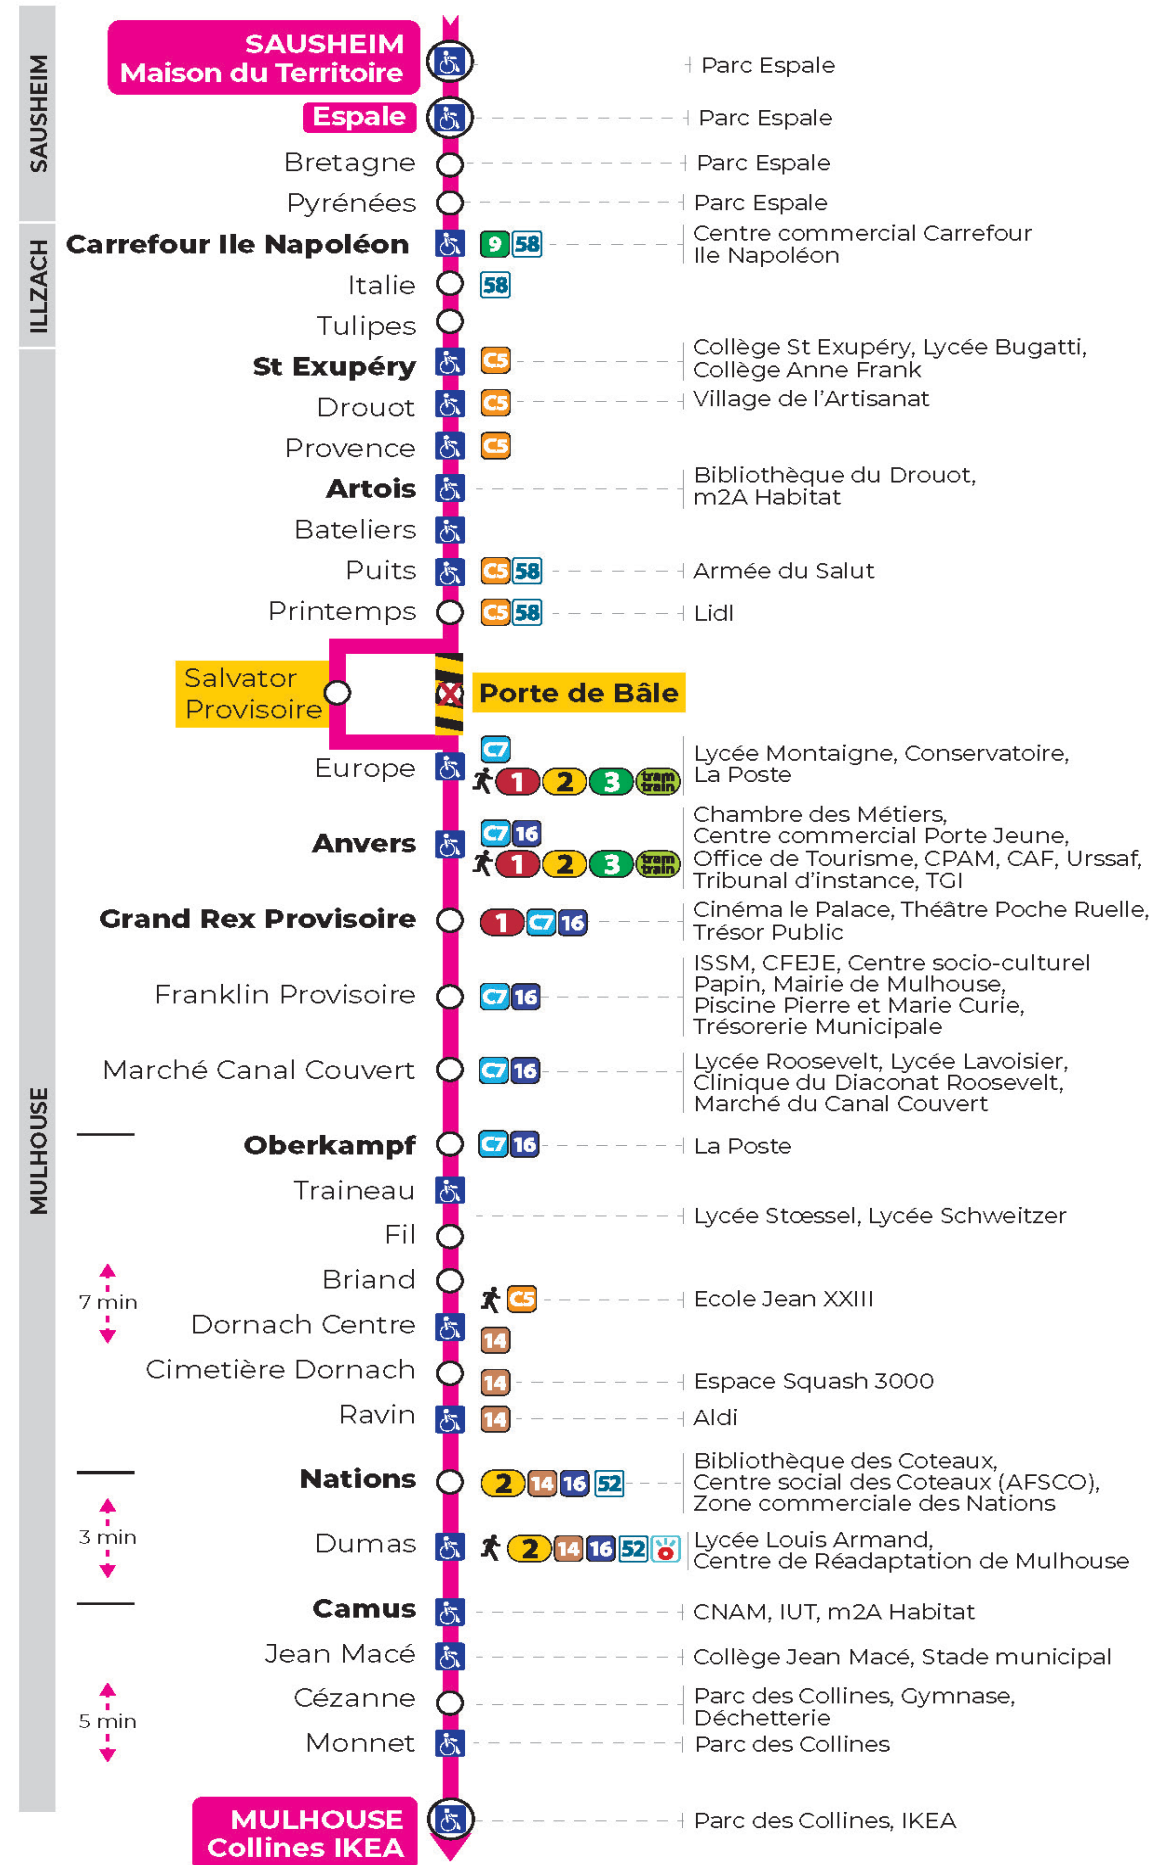 SAUSHEIM
SAUSHEIM
Maison du Territoire
Parc Espale
Espale
Parc Espale
Bretagne
Parc Espale
Pyrénées
Parc Espale
ILLZACH
Carrefour Ile Napoléon
9 58
Centre commercial Carrefour
Ile Napoléon
Italie
58
Tulipes
MULHOUSE
St Exupéry
C5
Collège St Exupéry, Lycée Bugatti,
Collège Anne Frank
Drouot
C5
Village de l'Artisanat
Provence
C5
Artois
Bibliothèque du Drouot,
m2A Habitat
Bateliers
Puits
C5 58
Armée du Salut
Printemps
C5 58
Lidl
Salvator
Provisoire
Porte de Bâle
Europe
C7
1 2 3 tram train
Lycée Montaigne, Conservatoire,
La Poste
Anvers
C7 16
1 2 3 tram train
Chambre des Métiers,
Centre commercial Porte Jeune,
Office de Tourisme, CPAM, CAF, Urssaf,
Tribunal d'instance, TGI
Grand Rex Provisoire
1 C7 16
Cinéma le Palace, Théâtre Poche Ruelle,
Trésor Public
Franklin Provisoire
C7 16
ISSM, CFEJE, Centre socio-culturel
Papin, Mairie de Mulhouse,
Piscine Pierre et Marie Curie,
Trésorerie Municipale
Marché Canal Couvert
C7 16
Lycée Roosevelt, Lycée Lavoisier,
Clinique du Diaconat Roosevelt,
Marché du Canal Couvert
Oberkampf
C7 16
La Poste
Traineau
Lycée Stœssel, Lycée Schweitzer
Fil
Briand
7 min
C5
Ecole Jean XXIII
Dornach Centre
14
Cimetière Dornach
14
Espace Squash 3000
Ravin
14
Aldi
Nations
2 14 16 52
Bibliothèque des Coteaux,
Centre social des Coteaux (AFSCO),
Zone commerciale des Nations
3 min
Dumas
2 14 16 52
Lycée Louis Armand,
Centre de Réadaptation de Mulhouse
Camus
CNAM, IUT, m2A Habitat
Jean Macé
Collège Jean Macé, Stade municipal
Cézanne
Parc des Collines, Gymnase,
Déchetterie
5 min
Monnet
Parc des Collines
MULHOUSE
Collines IKEA
Parc des Collines, IKEA